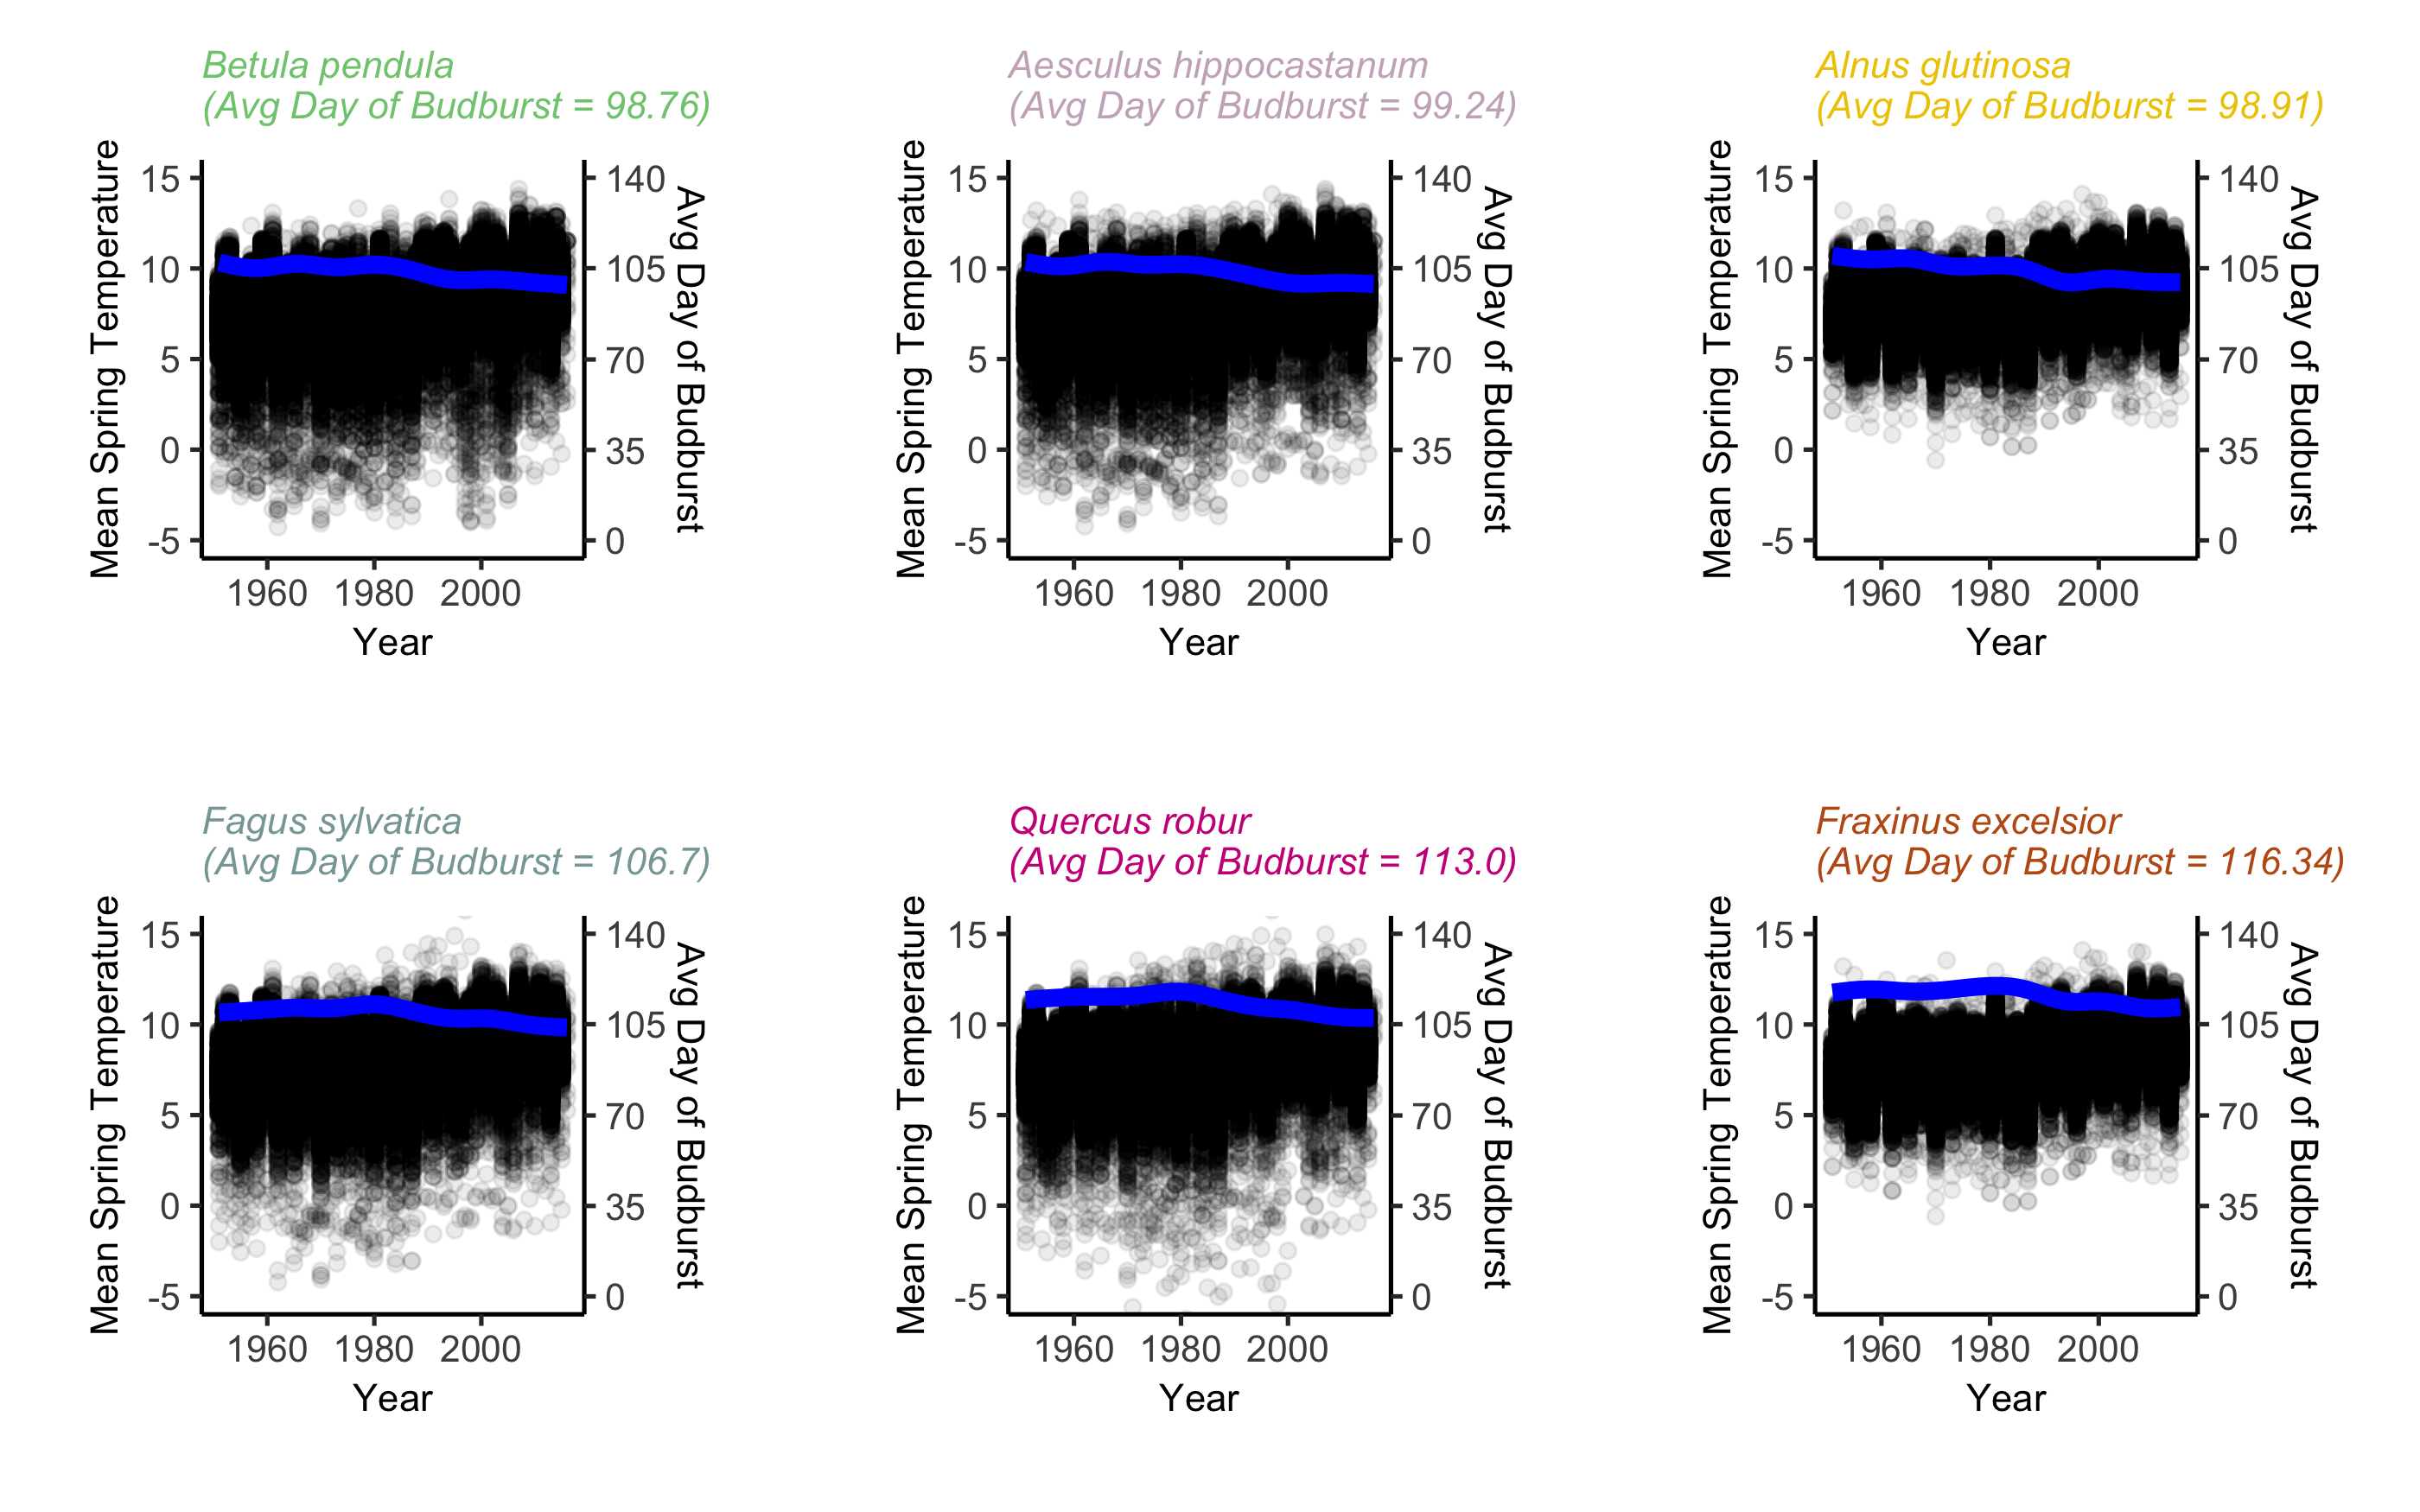 Betula pendula
(Avg Day of Budburst = 98.76)
Mean Spring Temperature
15
10
5
0
-5
140
105
70
35
0
Avg Day of Budburst
1960 1980 2000
Year
Aesculus hippocastanum
(Avg Day of Budburst = 99.24)
Mean Spring Temperature
15
10
5
0
-5
140
105
70
35
0
Avg Day of Budburst
1960 1980 2000
Year
Alnus glutinosa
(Avg Day of Budburst = 98.91)
Mean Spring Temperature
15
10
5
0
-5
140
105
70
35
0
Avg Day of Budburst
1960 1980 2000
Year
Fagus sylvatica
(Avg Day of Budburst = 106.7)
Mean Spring Temperature
15
10
5
0
-5
140
105
70
35
0
Avg Day of Budburst
1960 1980 2000
Year
Quercus robur
(Avg Day of Budburst = 113.0)
Mean Spring Temperature
15
10
5
0
-5
140
105
70
35
0
Avg Day of Budburst
1960 1980 2000
Year
Fraxinus excelsior
(Avg Day of Budburst = 116.34)
Mean Spring Temperature
15
10
5
0
-5
140
105
70
35
0
Avg Day of Budburst
1960 1980 2000
Year